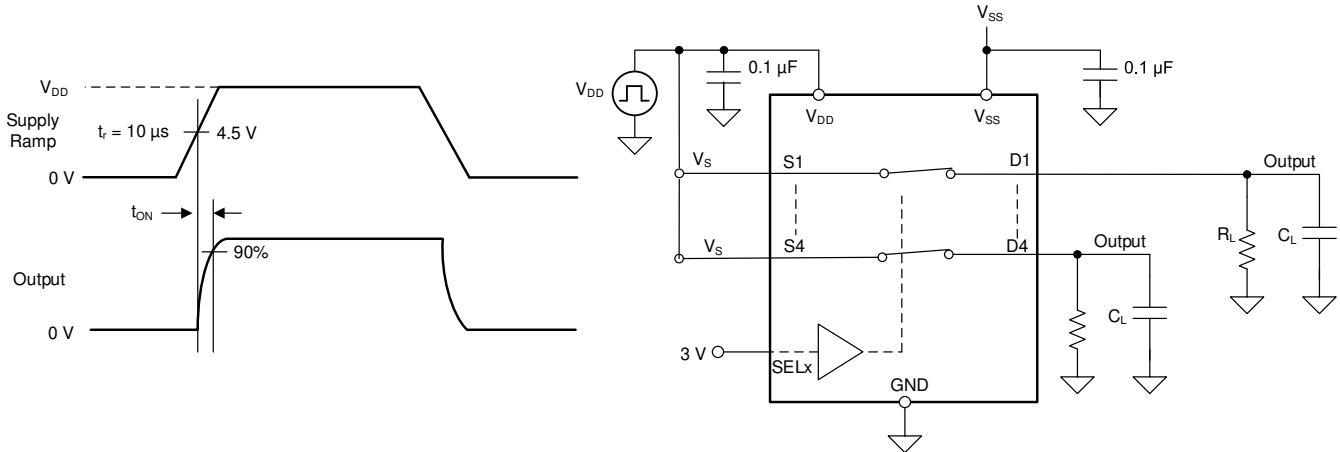 V_DD
Supply
Ramp
t_r = 10 µs
4.5 V
0 V
t_ON
90%
Output
0 V
V_SS
V_DD
0.1 µF
0.1 µF
V_DD
V_SS
V_S
S1
D1
Output
V_S
S4
D4
Output
R_L
C_L
C_L
3 V
SELx
GND